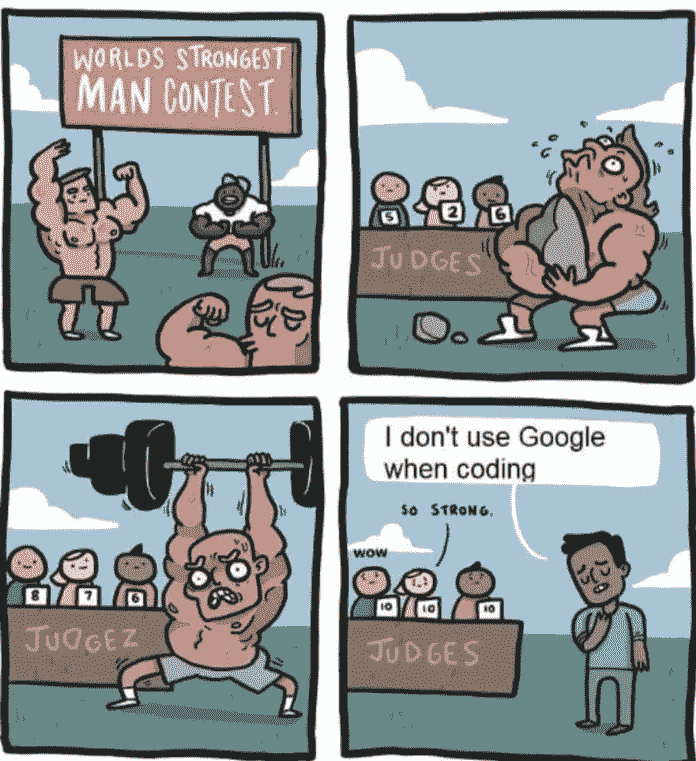 WORLDS STRONGEST
MAN CONTEST.
5
2
6
JUDGES
8
7
6
JUDGEZ
I don't use Google
when coding
SO STRONG.
WOW
10
10
10
JUDGES